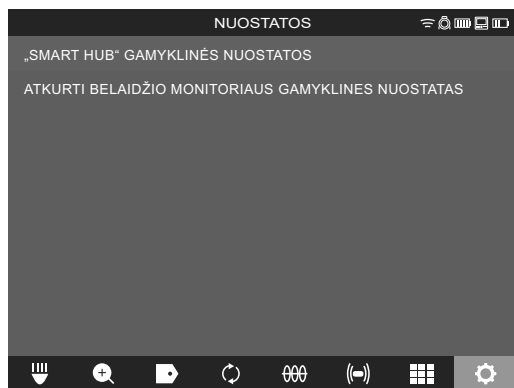 NUOSTATOS
„SMART HUB“ GAMYKLINĖS NUOSTATOS
ATKURTI BELAIDŽIO MONITORIAUS GAMYKLINES NUOSTATAS